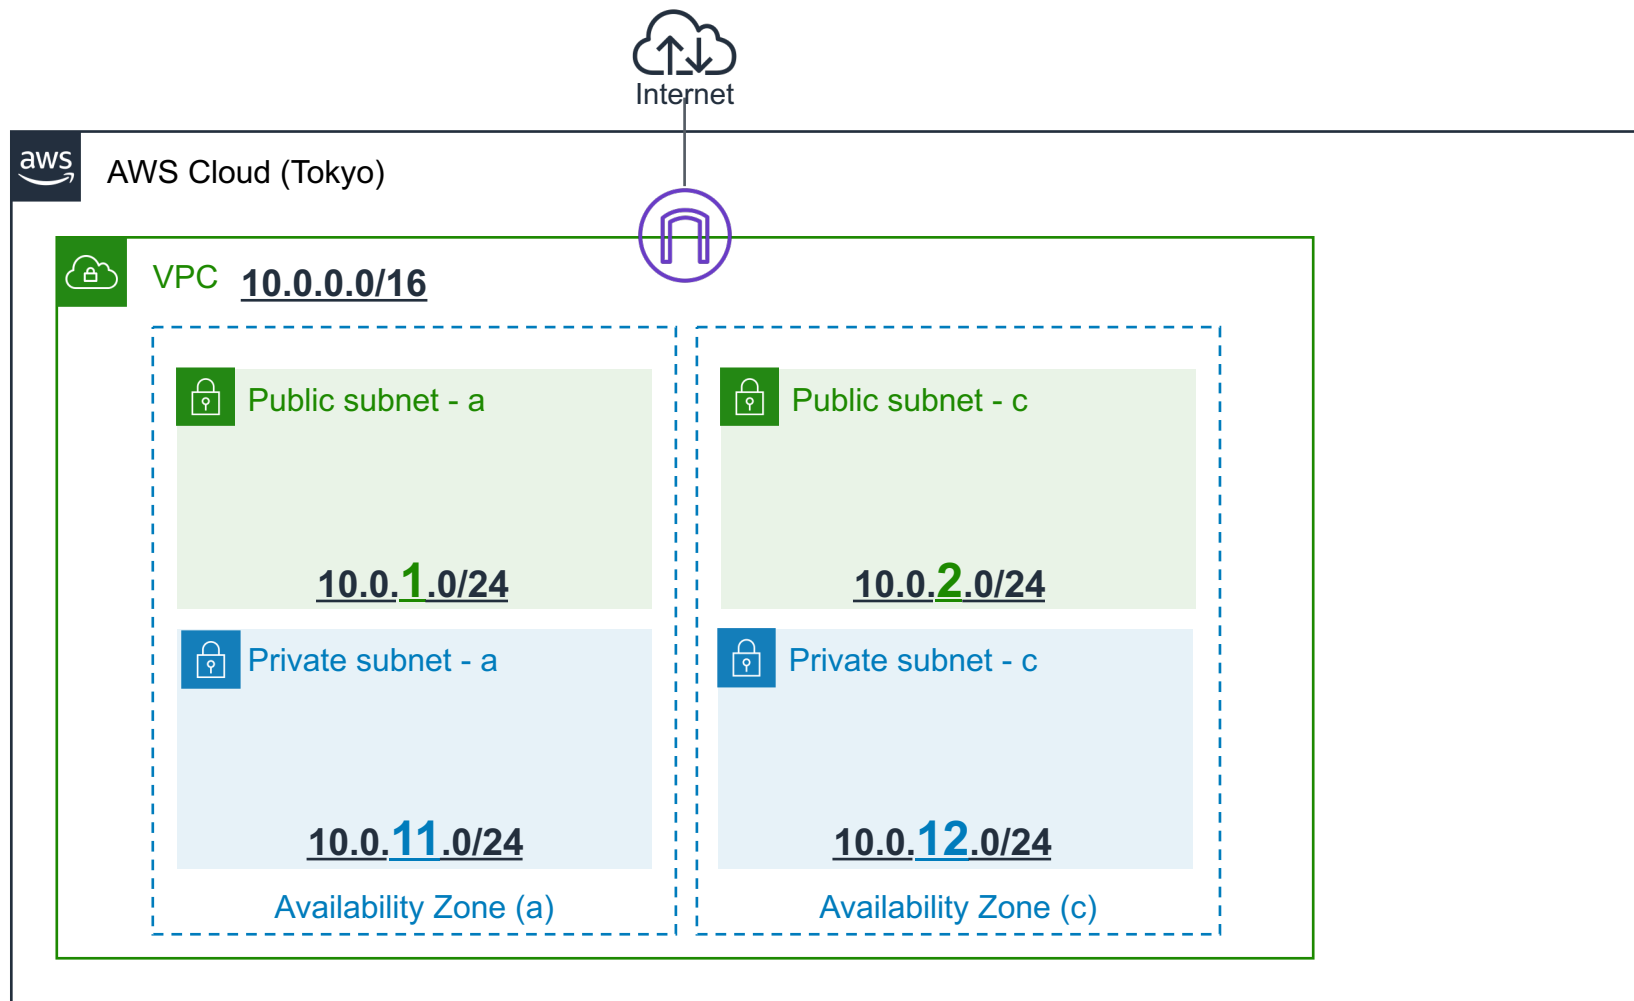 Internet
aws
AWS Cloud (Tokyo)
VPC 10.0.0.0/16
Public subnet - a
10.0.1.0/24
Private subnet - a
10.0.11.0/24
Availability Zone (a)
Public subnet - c
10.0.2.0/24
Private subnet - c
10.0.12.0/24
Availability Zone (c)